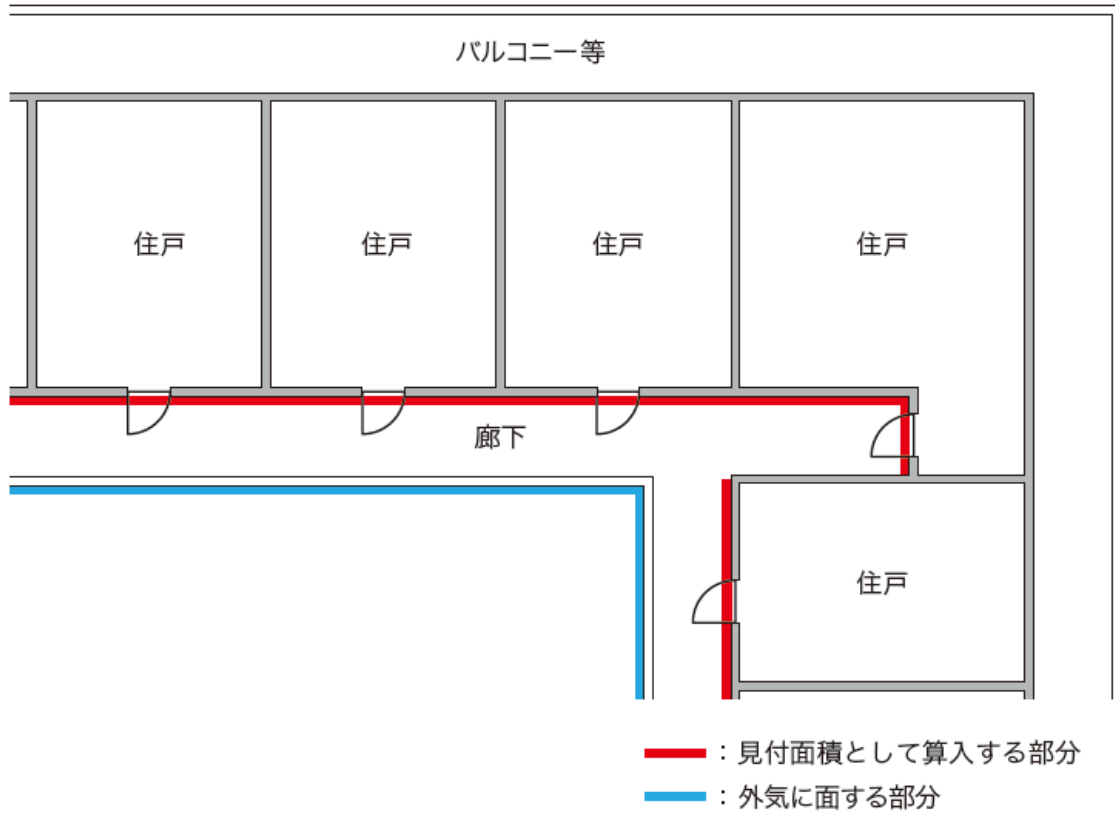 バルコニー等
住戸
住戸
住戸
住戸
廊下
住戸
：見付面積として算入する部分
：外気に面する部分